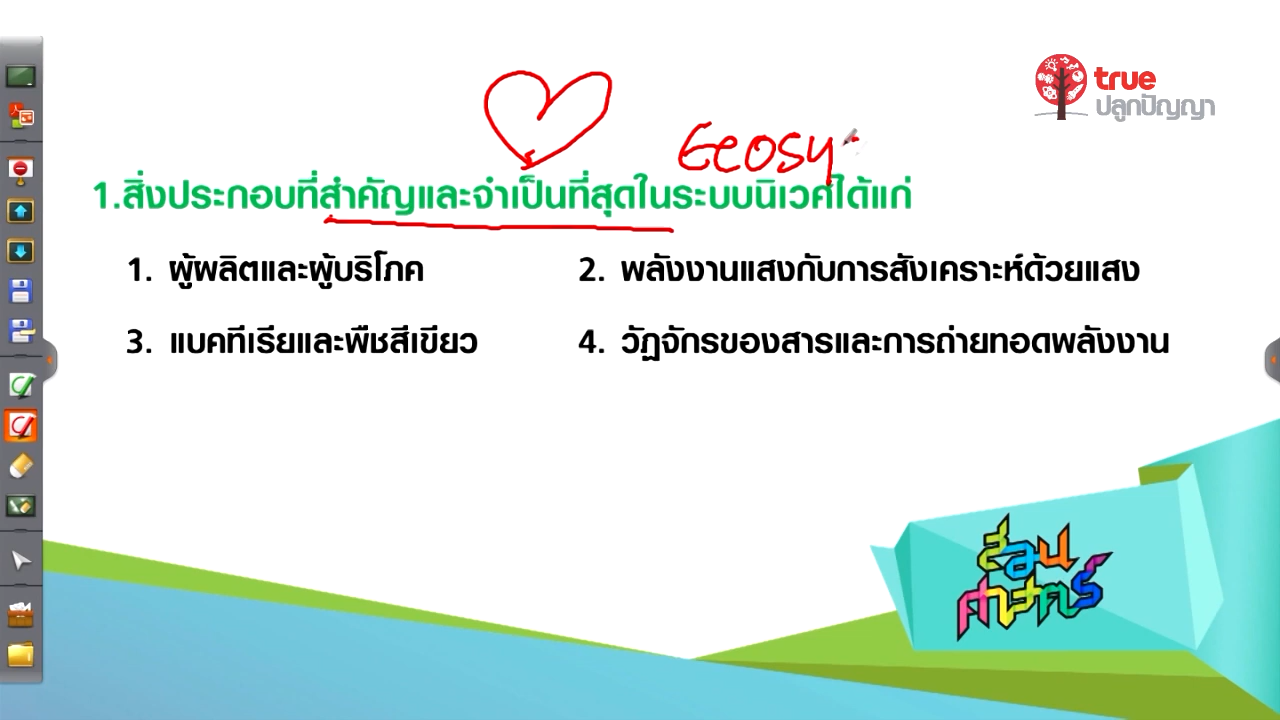 true
ปลูกปัญญา
Ecosy
1.สิ่งประกอบที่สำคัญและจำเป็นที่สุดในระบบนิเวศได้แก่
1. ผู้ผลิตและผู้บริโภค
2. พลังงานแสงกับการสังเคราะห์ด้วยแสง
3. แบคทีเรียและพืชสีเขียว
4. วัฏจักรของสารและการถ่ายทอดพลังงาน
สอน
ศาสตร์